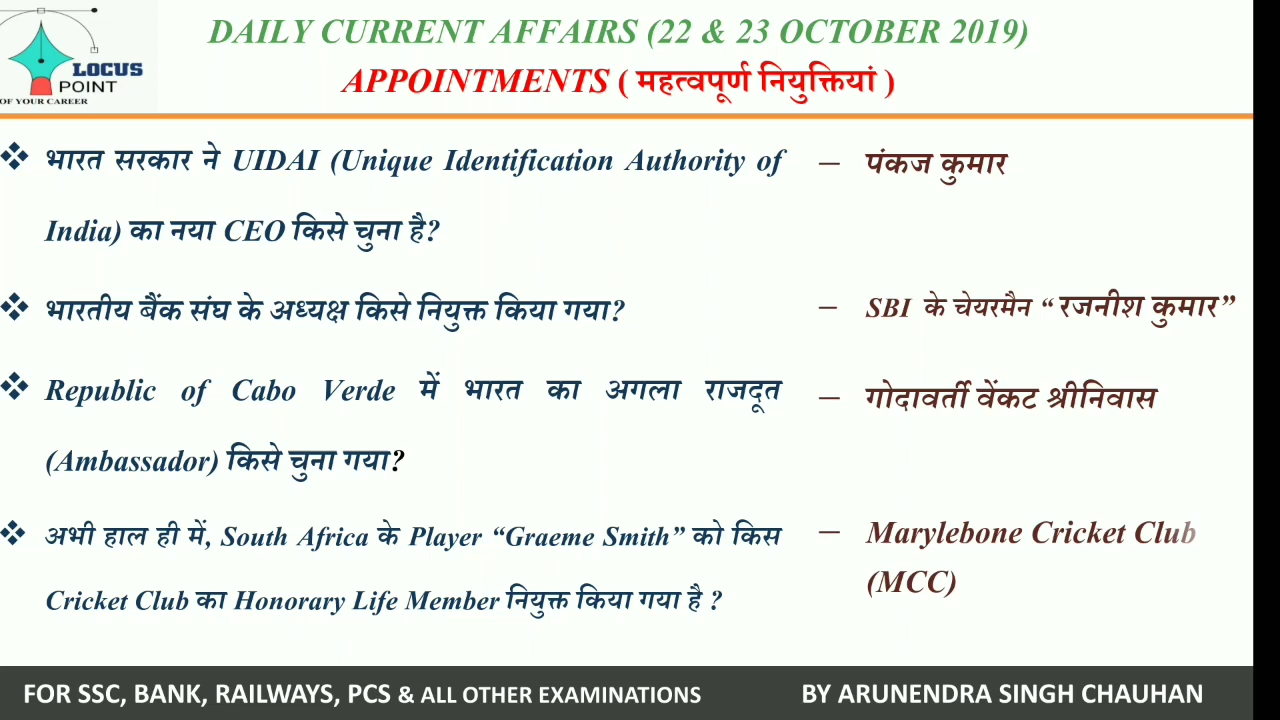 DAILY CURRENT AFFAIRS (22 & 23 OCTOBER 2019)
APPOINTMENTS ( महत्वपूर्ण नियुक्तियां )
LOCUS
POINT
OF YOUR CAREER
❖ भारत सरकार ने UIDAI (Unique Identification Authority of
India) का नया CEO किसे चुना है?
– पंकज कुमार
❖ भारतीय बैंक संघ के अध्यक्ष किसे नियुक्त किया गया?
– SBI के चेयरमैन “रजनीश कुमार”
❖ Republic of Cabo Verde में भारत का अगला राजदूत
(Ambassador) किसे चुना गया?
– गोदावर्ती वेंकट श्रीनिवास
❖ अभी हाल ही में, South Africa के Player “Graeme Smith” को किस
Cricket Club का Honorary Life Member नियुक्त किया गया है ?
– Marylebone Cricket Club
(MCC)
FOR SSC, BANK, RAILWAYS, PCS & ALL OTHER EXAMINATIONS
BY ARUNENDRA SINGH CHAUHAN